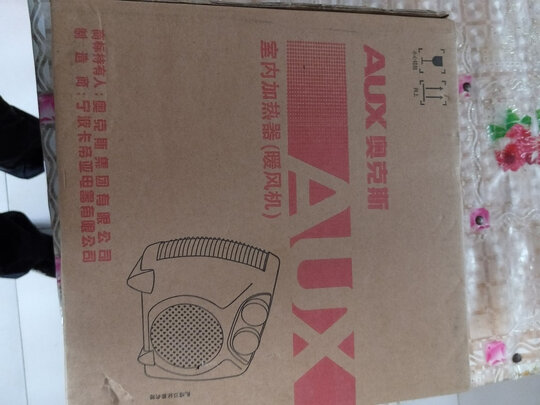 AUX 奥克斯
室内加热器(暖风机)
AUX
商标持有人：奥克斯集团有限公司
制造商：宁波卡帝亚电器有限公司